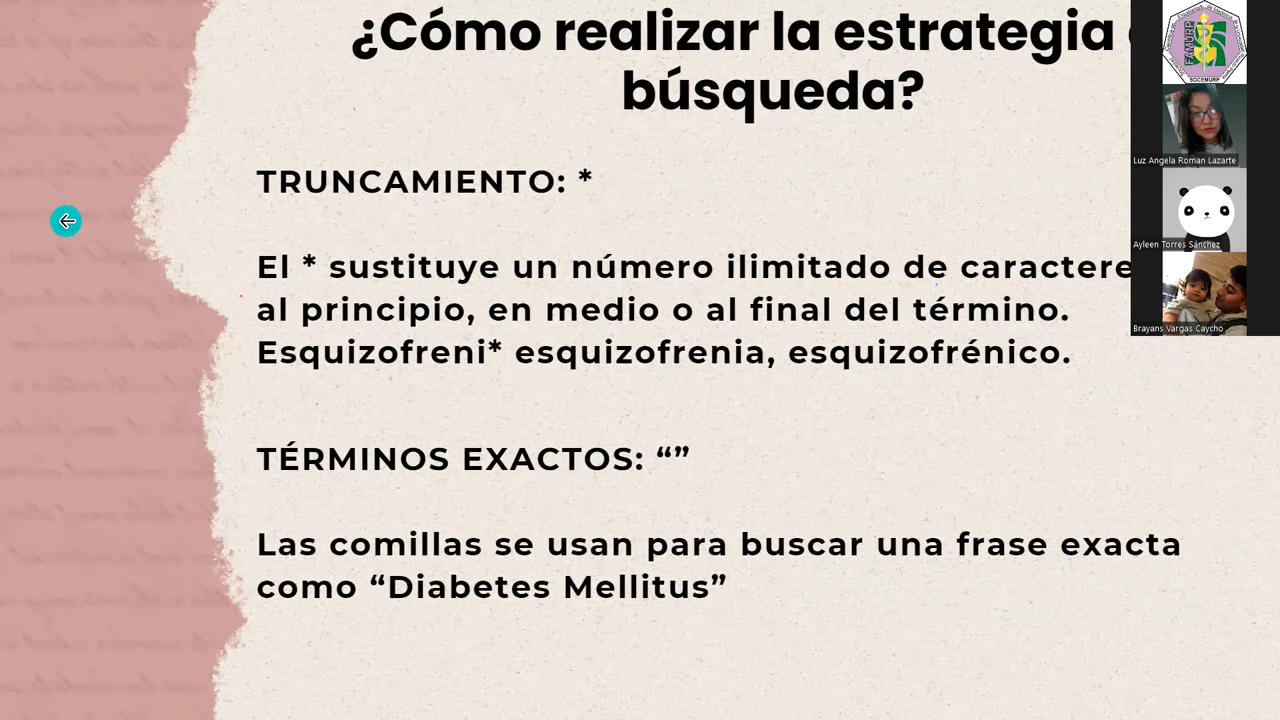 ¿Cómo realizar la estrategia
búsqueda?
TRUNCAMIENTO: *
El * sustituye un número ilimitado de caractere
al principio, en medio o al final del término.
Esquizofreni* esquizofrenia, esquizofrénico.
TÉRMINOS EXACTOS: “”
Las comillas se usan para buscar una frase exacta
como “Diabetes Mellitus”
FAMURP
SOCEMURP
Luz Angela Roman Lazarte
Ayleen Torres Sánchez
Brayans Vargas Caycho